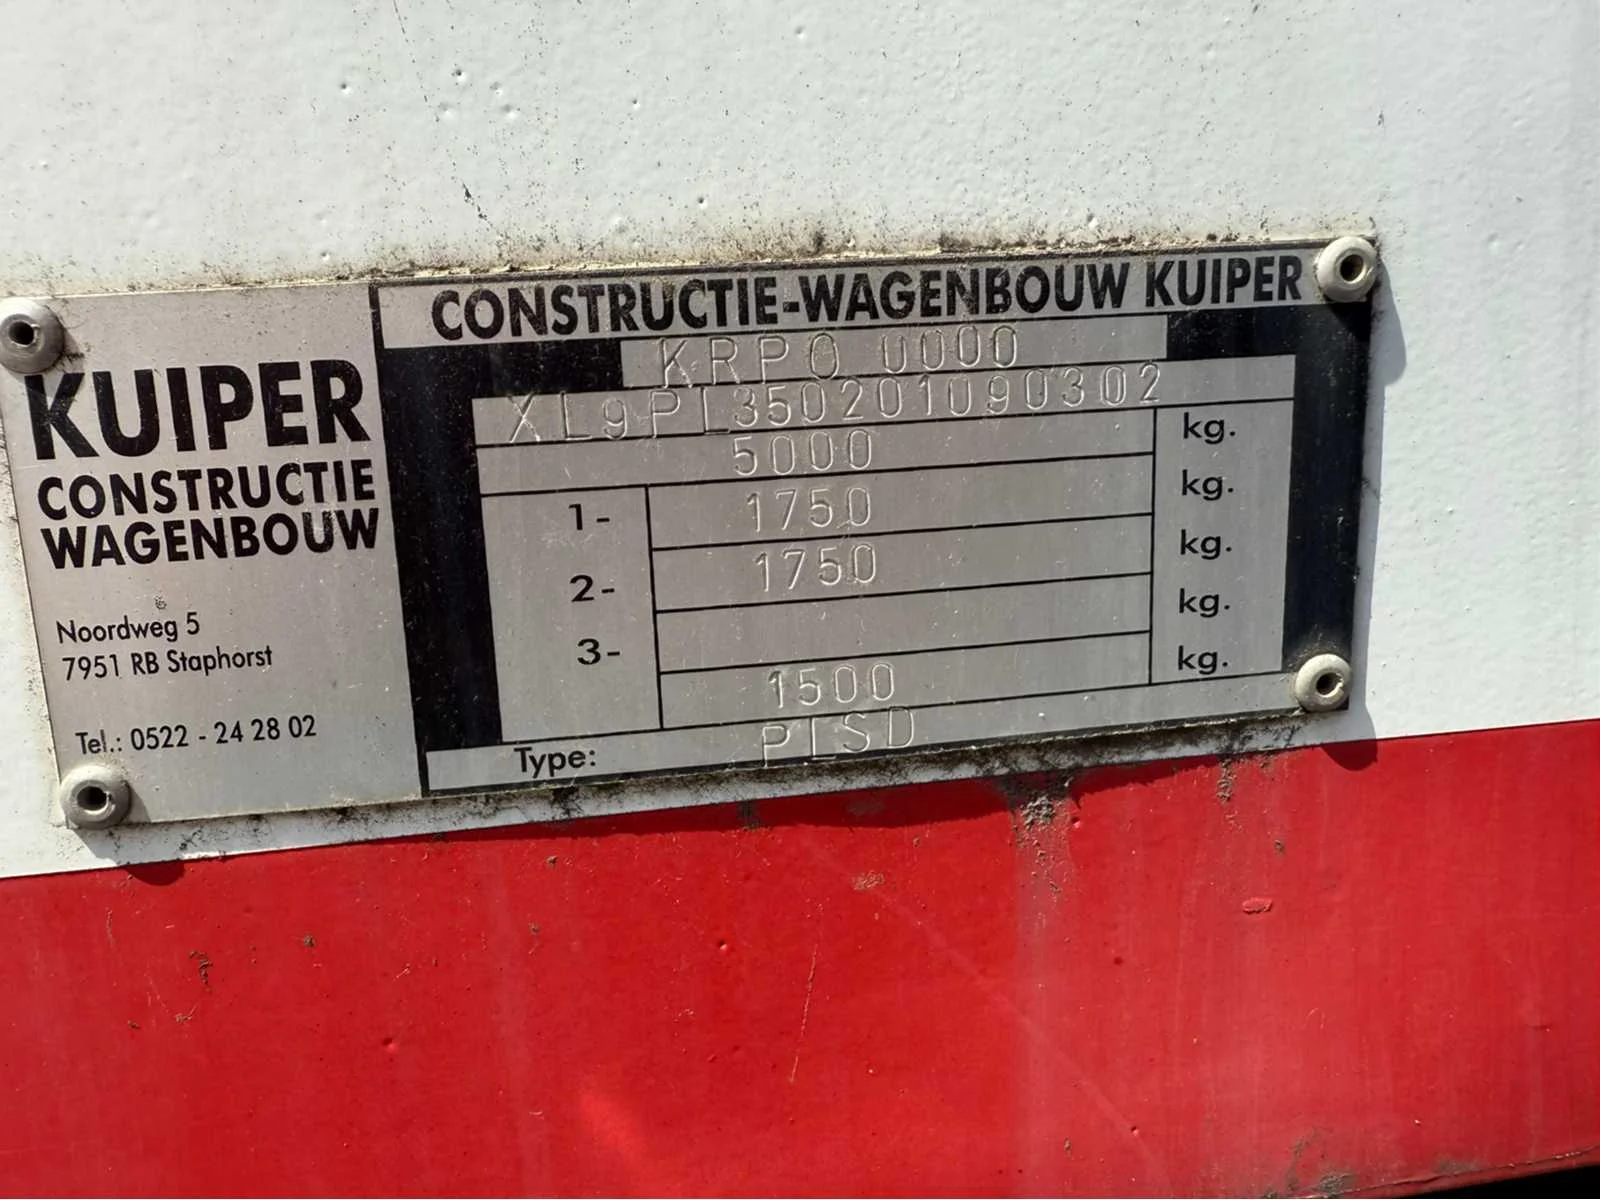 KUIPER
CONSTRUCTIE
WAGENBOUW
Noordweg 5
7951 RB Staphorst
Tel.: 0522 - 24 28 02
CONSTRUCTIE-WAGENBOUW KUIPER
KRPO 0000
XL9PL350201090302
5000 kg.
1- 1750 kg.
2- 1750 kg.
3- kg.
1500 kg.
Type: PLSD